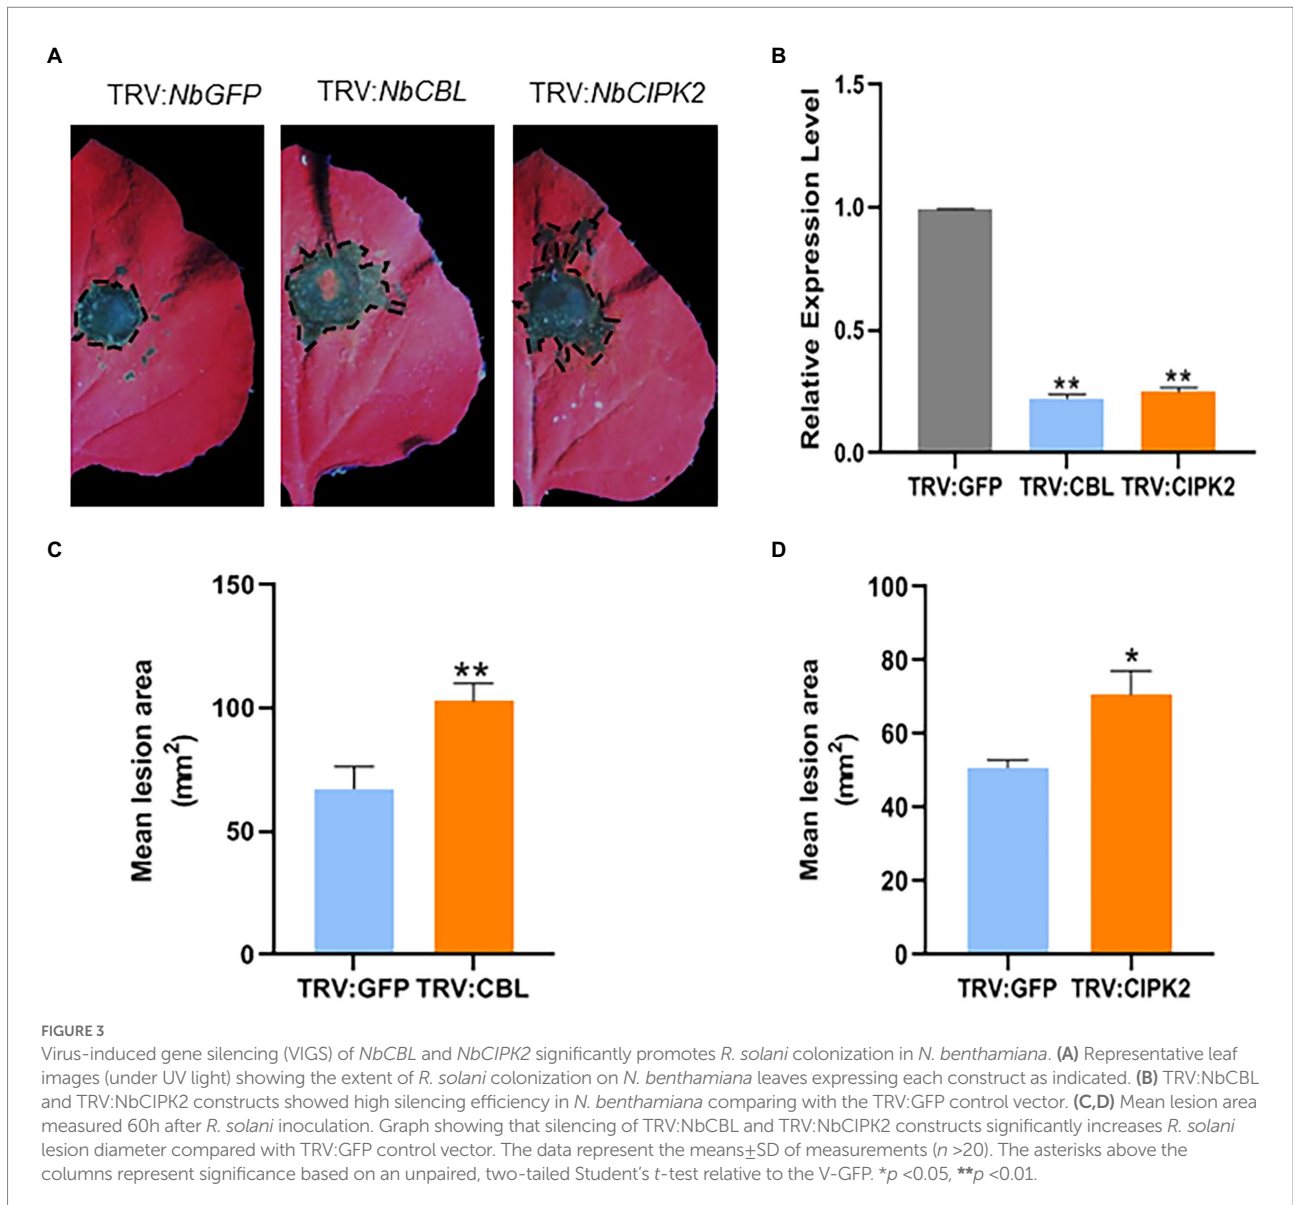 A
TRV:NbGFP
TRV:NbCBL
TRV:NbCIPK2
B
Relative Expression Level
1.5
1.0
0.5
0.0
**
**
TRV:GFP
TRV:CBL
TRV:CIPK2
C
Mean lesion area
(mm²)
150
100
50
0
**
TRV:GFP
TRV:CBL
D
Mean lesion area
(mm²)
100
80
60
40
20
0
*
TRV:GFP
TRV:CIPK2
FIGURE 3
Virus-induced gene silencing (VIGS) of NbCBL and NbCIPK2 significantly promotes R. solani colonization in N. benthamiana. (A) Representative leaf
images (under UV light) showing the extent of R. solani colonization on N. benthamiana leaves expressing each construct as indicated. (B) TRV:NbCBL
and TRV:NbCIPK2 constructs showed high silencing efficiency in N. benthamiana comparing with the TRV:GFP control vector. (C,D) Mean lesion area
measured 60h after R. solani inoculation. Graph showing that silencing of TRV:NbCBL and TRV:NbCIPK2 constructs significantly increases R. solani
lesion diameter compared with TRV:GFP control vector. The data represent the means±SD of measurements (n >20). The asterisks above the
columns represent significance based on an unpaired, two-tailed Student's t-test relative to the V-GFP. *p <0.05, **p <0.01.